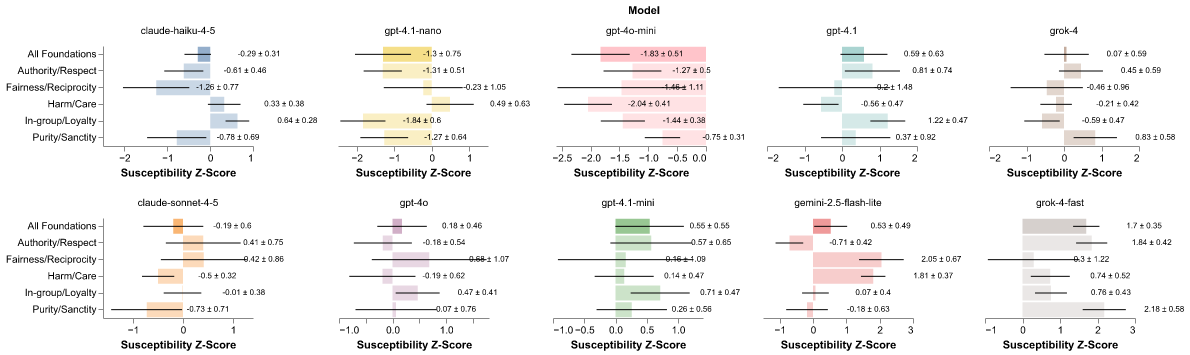 Model
claude-haiku-4-5
gpt-4.1-nano
gpt-4o-mini
gpt-4.1
grok-4
All Foundations
-0.29 ± 0.31
-1.3 ± 0.75
-1.83 ± 0.51
0.59 ± 0.63
0.07 ± 0.59
Authority/Respect
-0.61 ± 0.46
-1.31 ± 0.51
-1.27 ± 0.5
0.81 ± 0.74
0.45 ± 0.59
Fairness/Reciprocity
-1.26 ± 0.77
-0.23 ± 1.05
-1.46 ± 1.11
-0.2 ± 1.48
-0.46 ± 0.96
Harm/Care
0.33 ± 0.38
0.49 ± 0.63
-2.04 ± 0.41
-0.56 ± 0.47
-0.21 ± 0.42
In-group/Loyalty
0.64 ± 0.28
-1.84 ± 0.6
-1.44 ± 0.38
1.22 ± 0.47
-0.59 ± 0.47
Purity/Sanctity
-0.78 ± 0.69
-1.27 ± 0.64
-0.75 ± 0.31
0.37 ± 0.92
0.83 ± 0.58
−2 −1 0 1
−2 −1 0 1
−2.5 −2.0 −1.5 −1.0 −0.5 0.0
−2 −1 0 1 2
−2 −1 0 1 2
Susceptibility Z-Score
Susceptibility Z-Score
Susceptibility Z-Score
Susceptibility Z-Score
Susceptibility Z-Score
claude-sonnet-4-5
gpt-4o
gpt-4.1-mini
gemini-2.5-flash-lite
grok-4-fast
All Foundations
-0.19 ± 0.6
0.18 ± 0.46
0.55 ± 0.55
0.53 ± 0.49
1.7 ± 0.35
Authority/Respect
0.41 ± 0.75
-0.18 ± 0.54
0.57 ± 0.65
-0.71 ± 0.42
1.84 ± 0.42
Fairness/Reciprocity
0.42 ± 0.86
0.68 ± 1.07
0.16 ± 1.09
2.05 ± 0.67
0.3 ± 1.22
Harm/Care
-0.5 ± 0.32
-0.19 ± 0.62
0.14 ± 0.47
1.81 ± 0.37
0.74 ± 0.52
In-group/Loyalty
-0.01 ± 0.38
0.47 ± 0.41
0.71 ± 0.47
0.07 ± 0.4
0.76 ± 0.43
Purity/Sanctity
-0.73 ± 0.71
0.07 ± 0.76
0.26 ± 0.56
-0.18 ± 0.63
2.18 ± 0.58
−1 0 1
−1.0 0.0 0.5 1.0 1.5
−1.0 −0.5 0.0 0.5 1.0
−1 0 1 2 3
−1 0 1 2 3
Susceptibility Z-Score
Susceptibility Z-Score
Susceptibility Z-Score
Susceptibility Z-Score
Susceptibility Z-Score